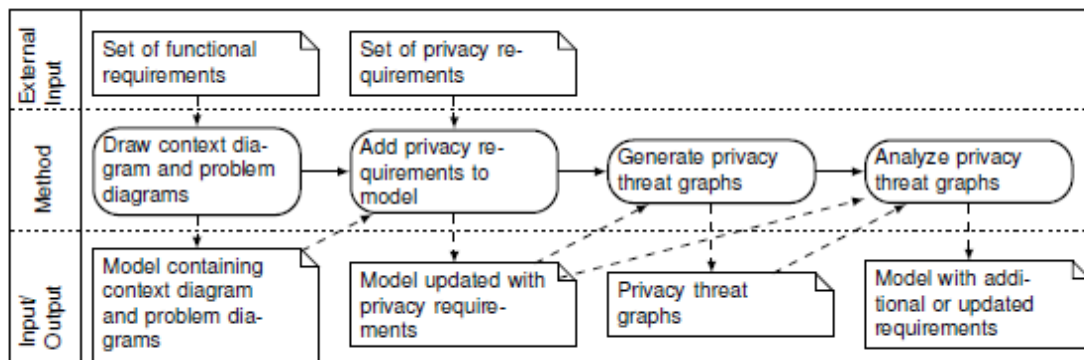 External
Input
Set of functional
requirements
Set of privacy re-
quirements
Method
Draw context dia-
gram and problem
diagrams
Add privacy re-
quirements to
model
Generate privacy
threat graphs
Analyze privacy
threat graphs
Input/
Output
Model containing
context diagram
and problem dia-
grams
Model updated with
privacy require-
ments
Privacy threat
graphs
Model with addi-
tional or updated
requirements